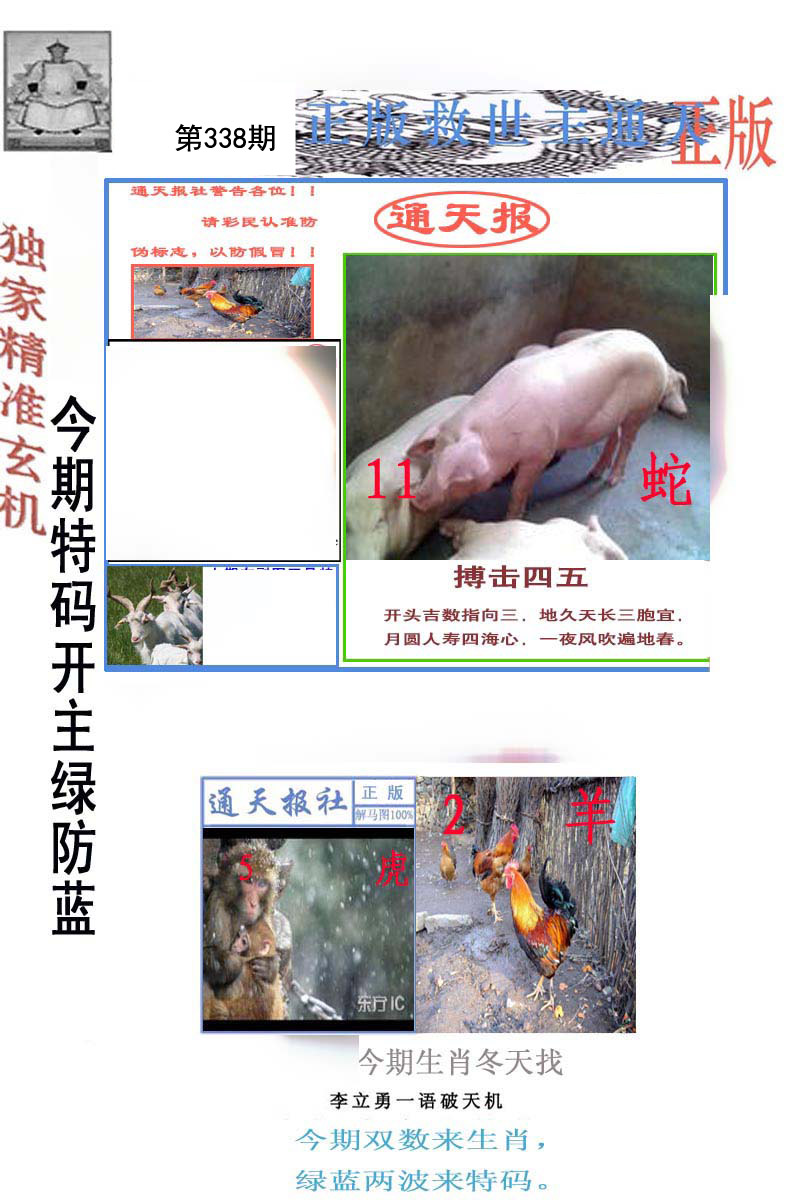 第338期
正版救世主通天
正版
通天报社警告各位！！
请彩民认准防
伪标志，以防假冒！！
通天报
独家精准玄机
今期特码开主绿防蓝
11
蛇
搏击四五
开头吉数指向三．地久天长三胞宜．
月圆人寿四海心．一夜风吹遍地春。
通天报社
正 版
解马图100%
2
羊
5
虎
东方IC
今期生肖冬天找
李立勇一语破天机
今期双数来生肖，
绿蓝两波来特码。